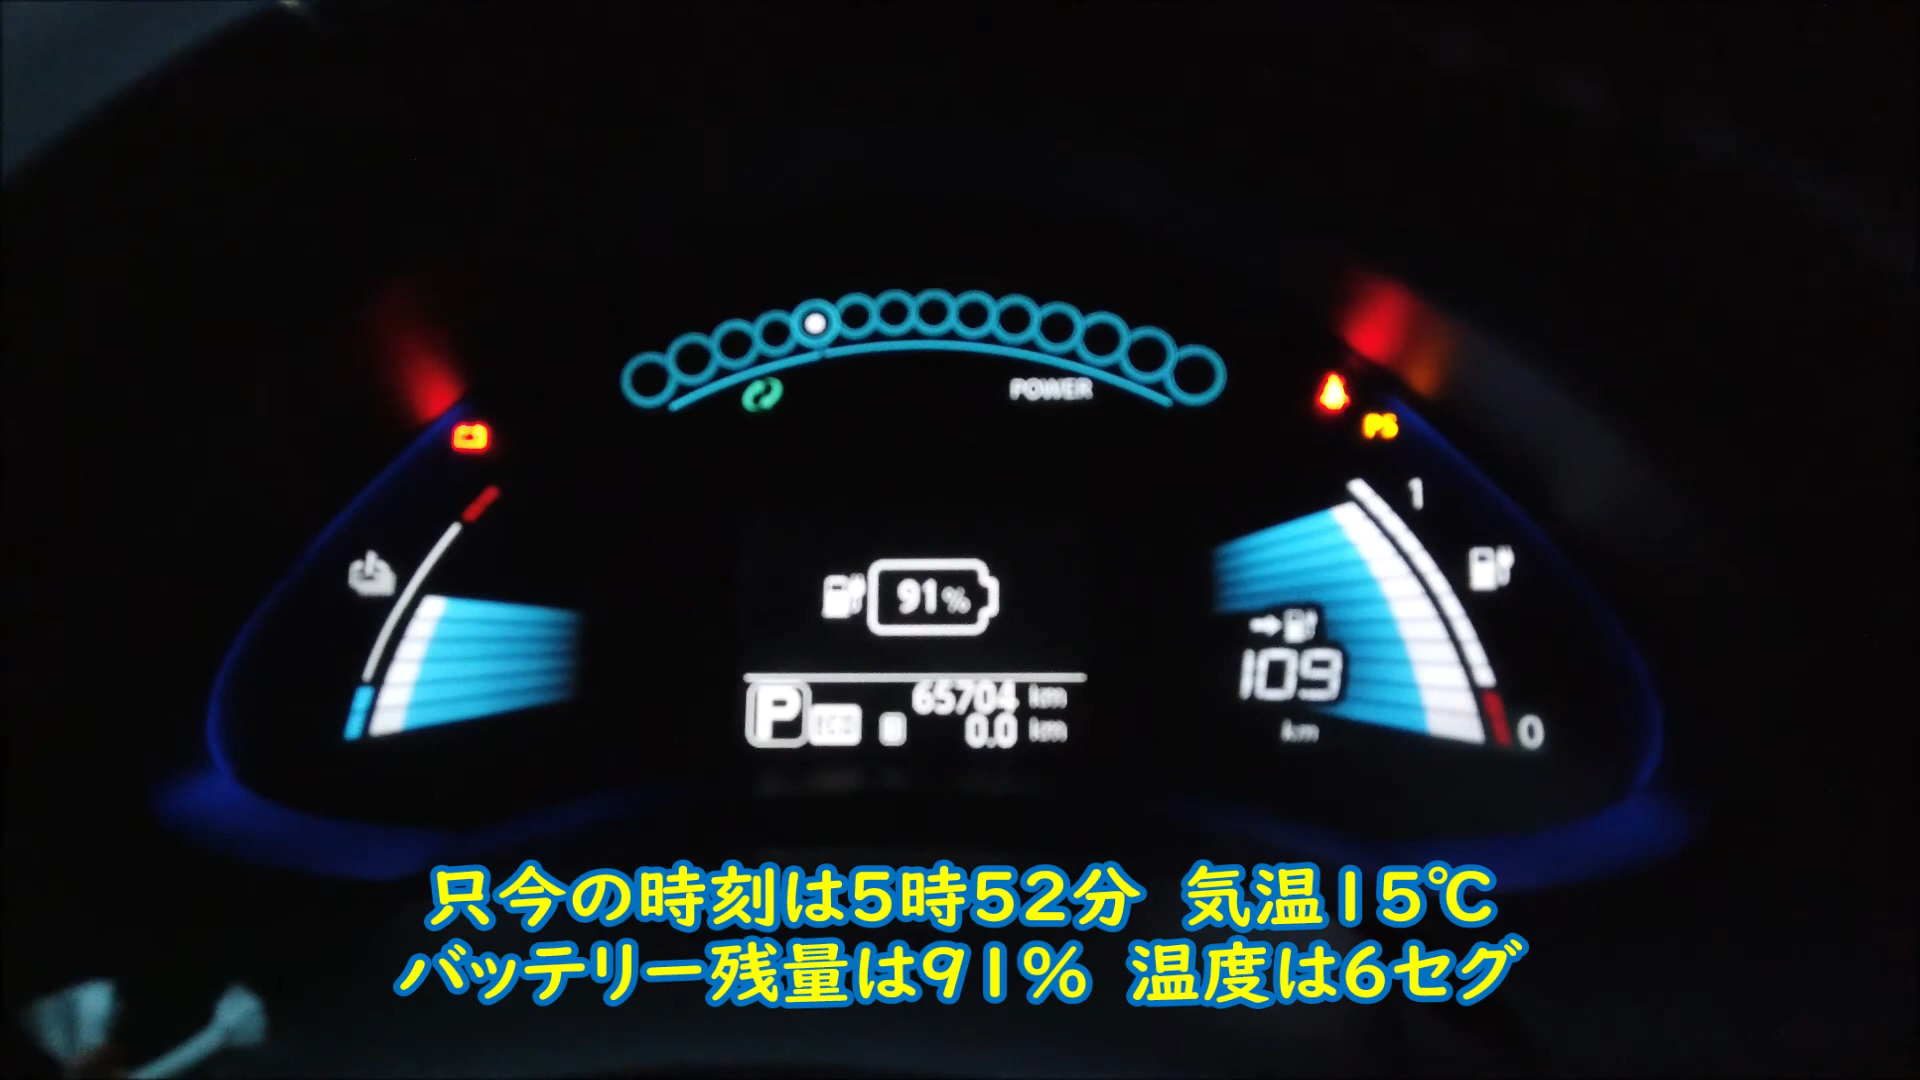 POWER
PS
1
91%
109
km
65704 km
P ECO
0.0 km
0
只今の時刻は5時52分 気温15℃
バッテリー残量は91% 温度は6セグ